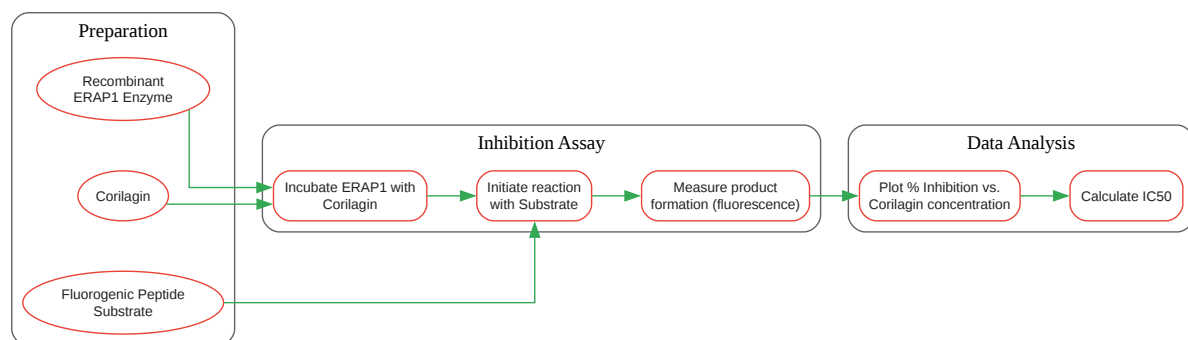 Preparation
Recombinant
ERAP1 Enzyme
Corilagin
Fluorogenic Peptide
Substrate
Inhibition Assay
Incubate ERAP1 with
Corilagin
Initiate reaction
with Substrate
Measure product
formation (fluorescence)
Data Analysis
Plot % Inhibition vs.
Corilagin concentration
Calculate IC50